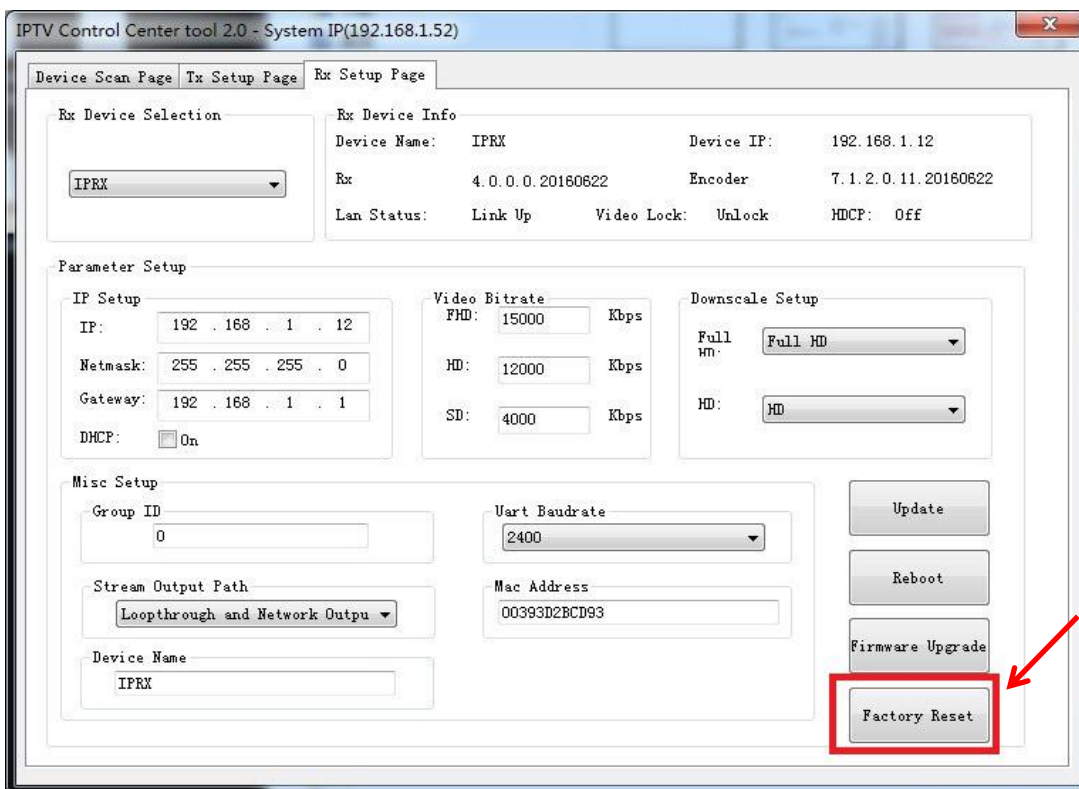 IPTV Control Center tool 2.0 - System IP(192.168.1.52)
Device Scan Page Tx Setup Page Rx Setup Page
Rx Device Selection
IPRX
Rx Device Info
Device Name: IPRX Device IP: 192.168.1.12
Rx 4.0.0.0.20160622 Encoder 7.1.2.0.11.20160622
Lan Status: Link Up Video Lock: Unlock HDCP: Off
Parameter Setup
IP Setup
IP: 192 . 168 . 1 . 12
Netmask: 255 . 255 . 255 . 0
Gateway: 192 . 168 . 1 . 1
DHCP: On
Video Bitrate
FHD: 15000 Kbps
HD: 12000 Kbps
SD: 4000 Kbps
Downscale Setup
Full HD: Full HD
HD: HD
Misc Setup
Group ID
0
Uart Baudrate
2400
Stream Output Path
Loopthrough and Network Outpu
Mac Address
00393D2BCD93
Device Name
IPRX
Update
Reboot
Firmware Upgrade
Factory Reset